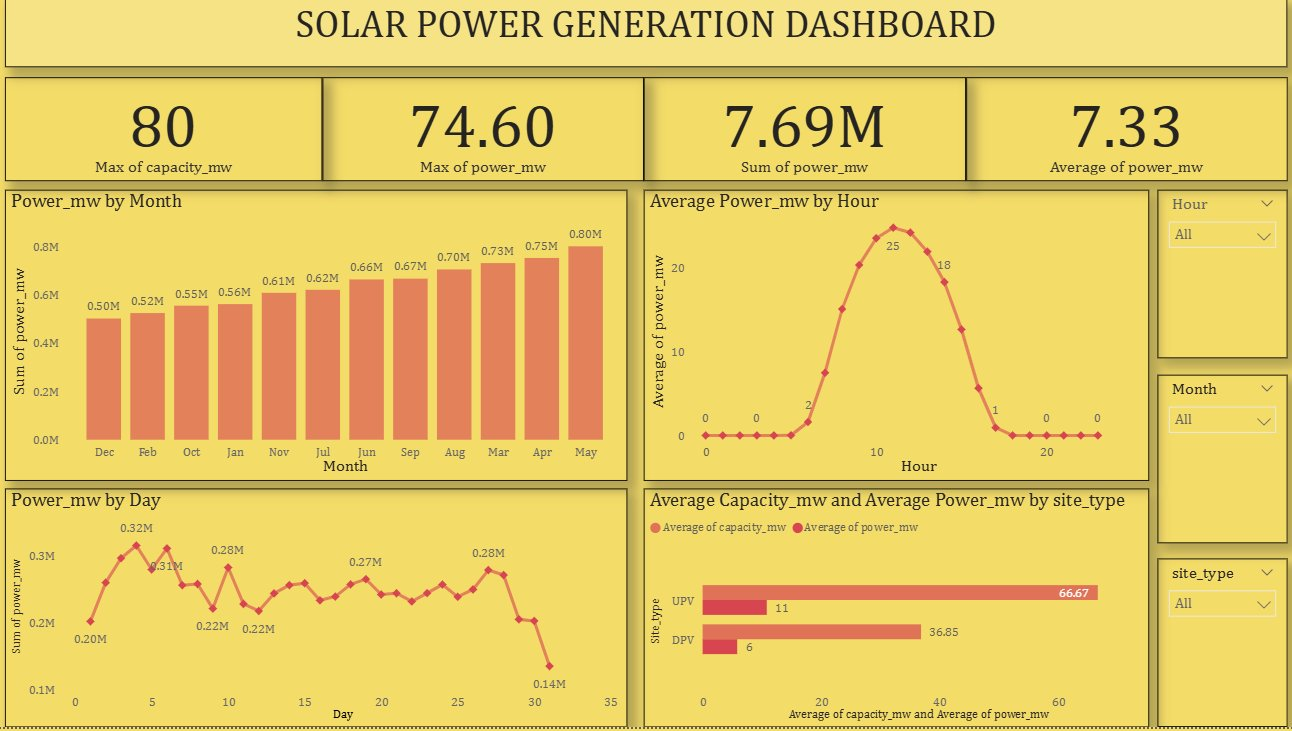 SOLAR POWER GENERATION DASHBOARD
80
Max of capacity_mw
74.60
Max of power_mw
7.69M
Sum of power_mw
7.33
Average of power_mw
Power_mw by Month
Sum of power_mw
0.8M
0.6M
0.4M
0.2M
0.0M
0.50M 0.52M 0.55M 0.56M 0.61M 0.62M 0.66M 0.67M 0.70M 0.73M 0.75M 0.80M
Dec Feb Oct Jan Nov Jul Jun Sep Aug Mar Apr May
Month
Average Power_mw by Hour
Average of power_mw
20
10
0
0 0 2 25 18 1 0 0
0 10 20
Hour
Hour
All
Month
All
site_type
All
Power_mw by Day
Sum of power_mw
0.3M
0.2M
0.1M
0.20M 0.32M 0.31M 0.22M 0.28M 0.22M 0.27M 0.28M 0.14M
0 5 10 15 20 25 30 35
Day
Average Capacity_mw and Average Power_mw by site_type
Average of capacity_mw Average of power_mw
Site_type
UPV 66.67
11
DPV 36.85
6
0 20 40 60
Average of capacity_mw and Average of power_mw